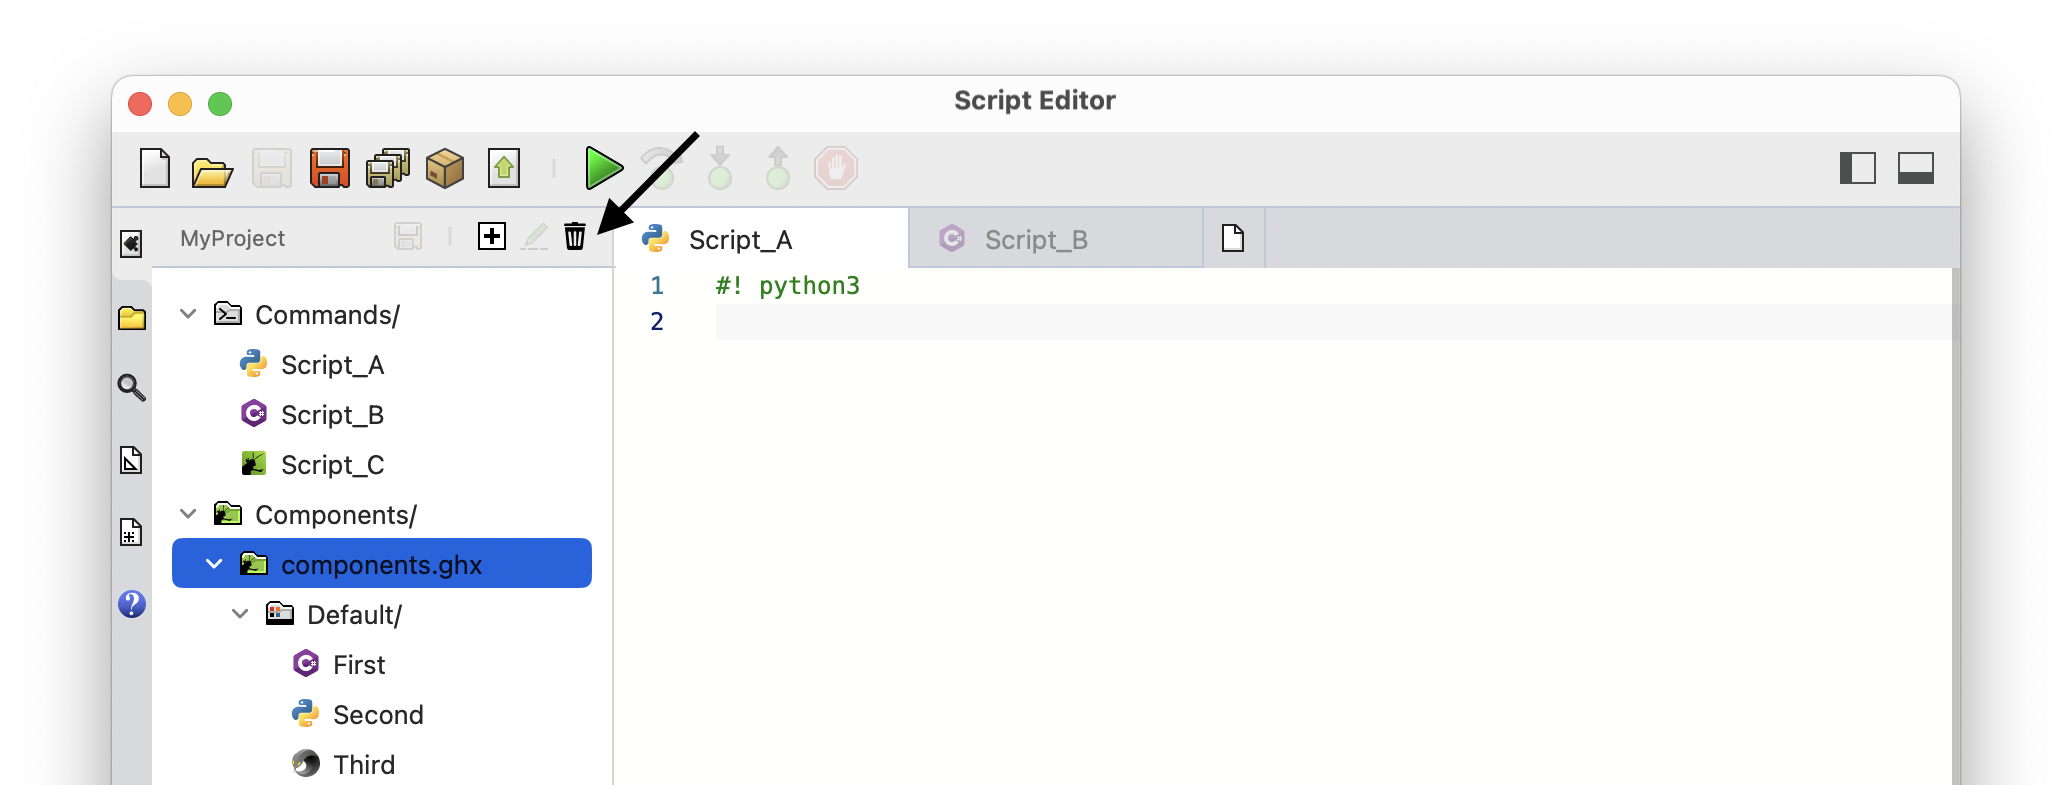 Script Editor
MyProject
Script_A
Script_B
Commands/
Script_A
Script_B
Script_C
Components/
components.ghx
Default/
First
Second
Third
1 #! python3
2